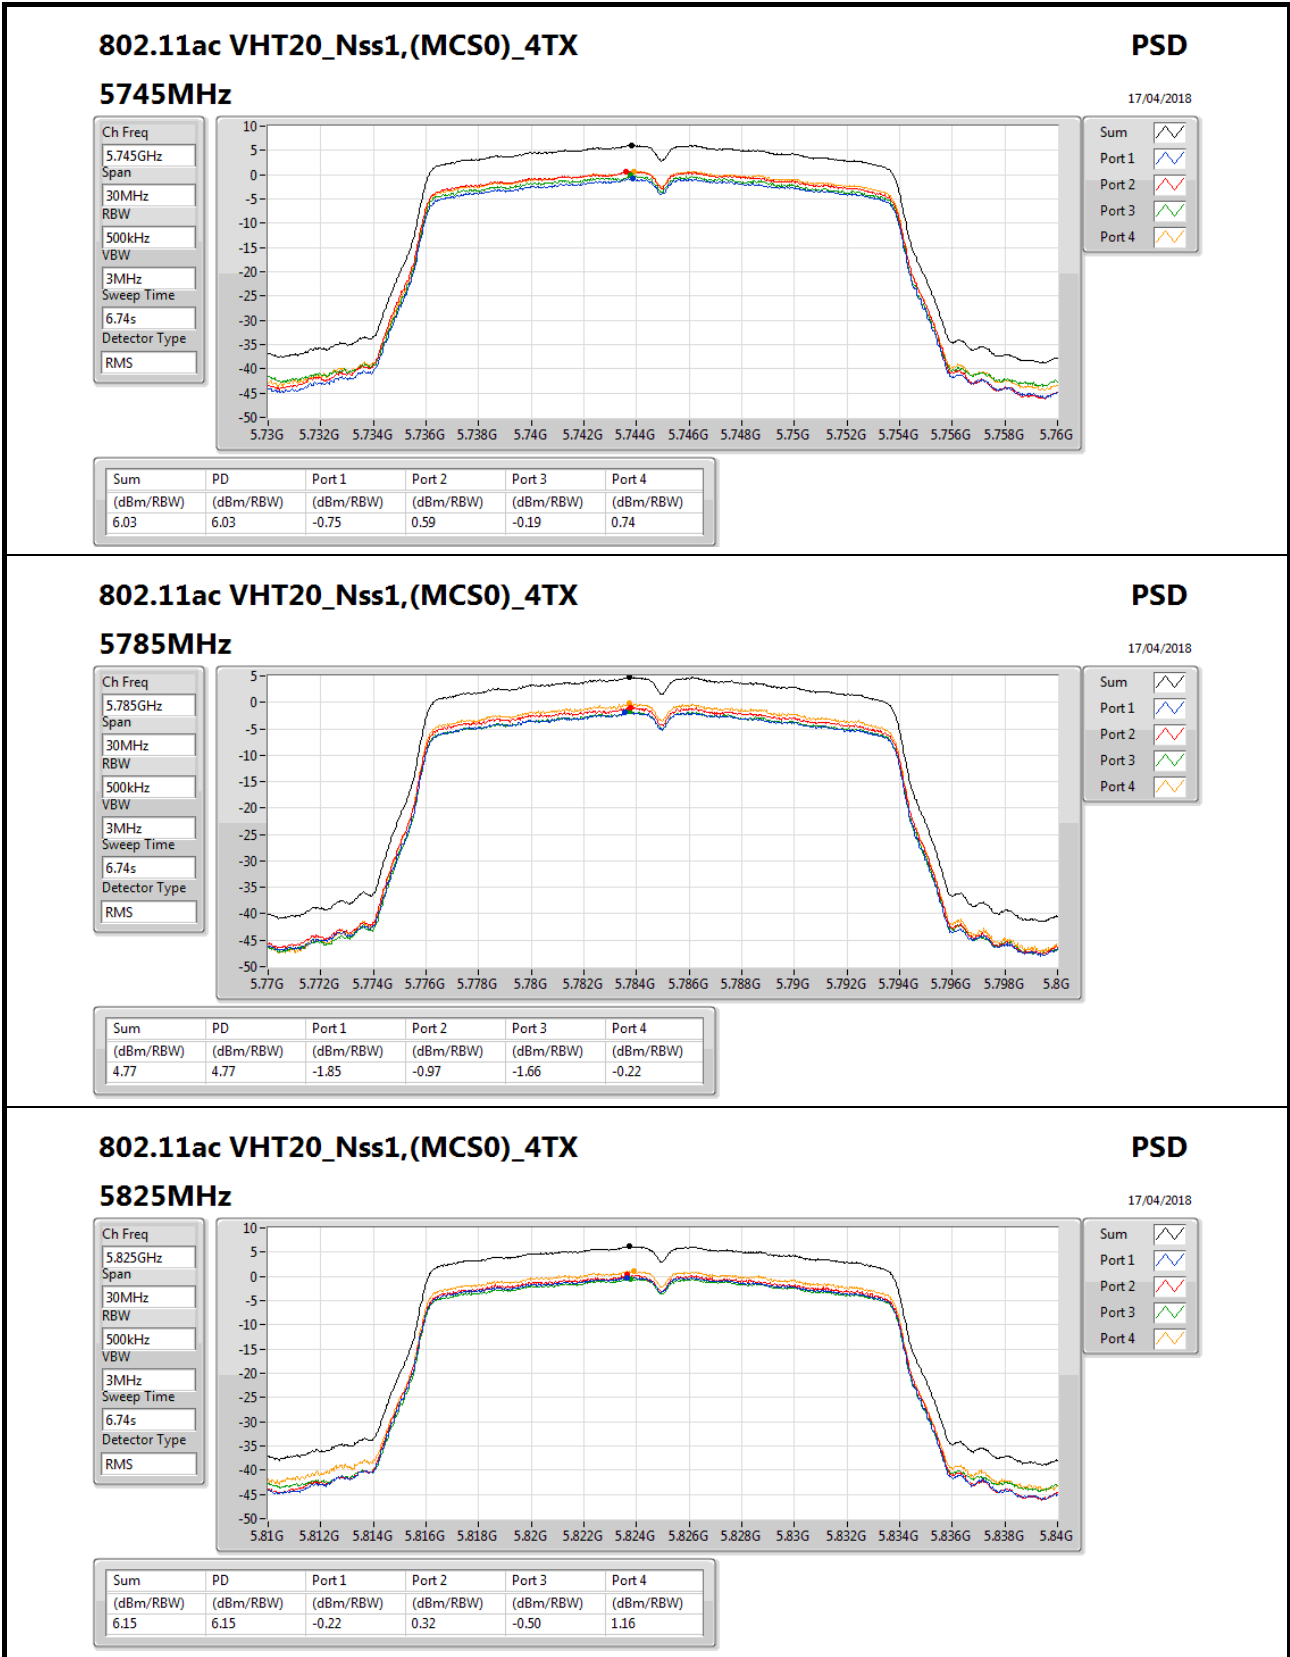 802.11ac VHT20_Nss1,(MCS0)_4TX PSD
5745MHz 17/04/2018
Ch Freq
5.745GHz
Span
30MHz
RBW
500kHz
VBW
3MHz
Sweep Time
6.74s
Detector Type
RMS
10
5
0
-5
-10
-15
-20
-25
-30
-35
-40
-45
-50
5.73G 5.732G 5.734G 5.736G 5.738G 5.74G 5.742G 5.744G 5.746G 5.748G 5.75G 5.752G 5.754G 5.756G 5.758G 5.76G
Sum
Port 1
Port 2
Port 3
Port 4
Sum PD Port 1 Port 2 Port 3 Port 4
(dBm/RBW) (dBm/RBW) (dBm/RBW) (dBm/RBW) (dBm/RBW) (dBm/RBW)
6.03 6.03 -0.75 0.59 -0.19 0.74
802.11ac VHT20_Nss1,(MCS0)_4TX PSD
5785MHz 17/04/2018
Ch Freq
5.785GHz
Span
30MHz
RBW
500kHz
VBW
3MHz
Sweep Time
6.74s
Detector Type
RMS
5
0
-5
-10
-15
-20
-25
-30
-35
-40
-45
-50
5.77G 5.772G 5.774G 5.776G 5.778G 5.78G 5.782G 5.784G 5.786G 5.788G 5.79G 5.792G 5.794G 5.796G 5.798G 5.8G
Sum
Port 1
Port 2
Port 3
Port 4
Sum PD Port 1 Port 2 Port 3 Port 4
(dBm/RBW) (dBm/RBW) (dBm/RBW) (dBm/RBW) (dBm/RBW) (dBm/RBW)
4.77 4.77 -1.85 -0.97 -1.66 -0.22
802.11ac VHT20_Nss1,(MCS0)_4TX PSD
5825MHz 17/04/2018
Ch Freq
5.825GHz
Span
30MHz
RBW
500kHz
VBW
3MHz
Sweep Time
6.74s
Detector Type
RMS
10
5
0
-5
-10
-15
-20
-25
-30
-35
-40
-45
-50
5.81G 5.812G 5.814G 5.816G 5.818G 5.82G 5.822G 5.824G 5.826G 5.828G 5.83G 5.832G 5.834G 5.836G 5.838G 5.84G
Sum
Port 1
Port 2
Port 3
Port 4
Sum PD Port 1 Port 2 Port 3 Port 4
(dBm/RBW) (dBm/RBW) (dBm/RBW) (dBm/RBW) (dBm/RBW) (dBm/RBW)
6.15 6.15 -0.22 0.32 -0.50 1.16